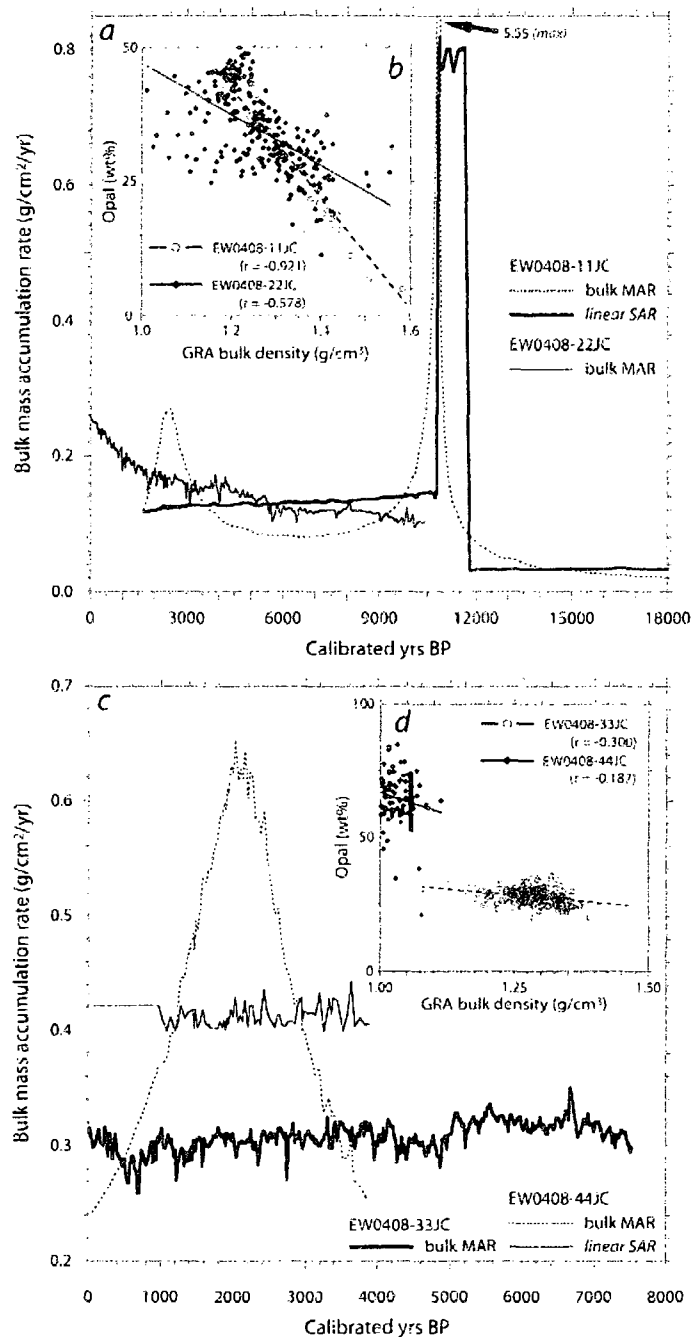 a
b
5.55 (max)
0.8
0.6
0.4
0.2
0.0
Bulk mass accumulation rate (g/cm²/yr)
50
25
0
Opal (wt%)
EW0408-11JC
(r = -0.921)
EW0408-22JC
(r = -0.578)
1.0
1.2
1.4
1.6
GRA bulk density (g/cm³)
EW0408-11JC
bulk MAR
linear SAR
EW0408-22JC
bulk MAR
0
3000
6000
9000
12000
15000
18000
Calibrated yrs BP
c
d
0.7
0.6
0.5
0.4
0.3
0.2
Bulk mass accumulation rate (g/cm²/yr)
100
50
0
Opal (wt%)
EW0408-33JC
(r = -0.300)
EW0408-44JC
(r = -0.187)
1.00
1.25
1.50
GRA bulk density (g/cm³)
EW0408-33JC
bulk MAR
EW0408-44JC
bulk MAR
linear SAR
0
1000
2000
3000
4000
5000
6000
7000
8000
Calibrated yrs BP